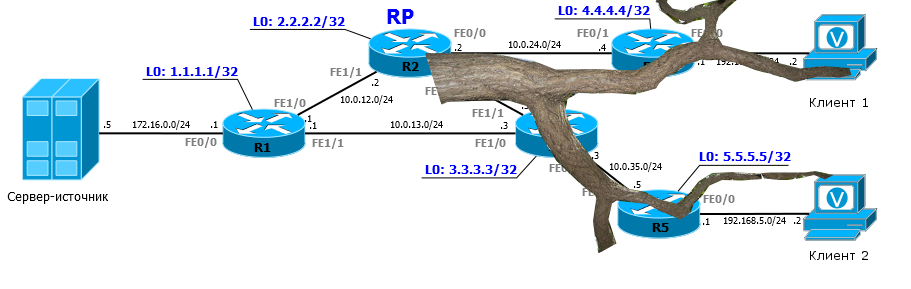 RP
L0: 4.4.4.4/32
L0: 2.2.2.2/32
FE0/0
.2
10.0.24.0/24
FE0/1
.4
R2
.1
.2
Клиент 1
L0: 1.1.1.1/32
FE1/1
.2
10.0.12.0/24
FE1/0
.1
FE1/1
.5
172.16.0.0/24
.1
FE0/0
R1
.1
FE1/1
10.0.13.0/24
.3
FE1/0
L0: 3.3.3.3/32
.3
10.0.35.0/24
.5
L0: 5.5.5.5/32
Сервер-источник
FE0/0
R5
.1
192.168.5.0/24
.2
V
V
Клиент 2